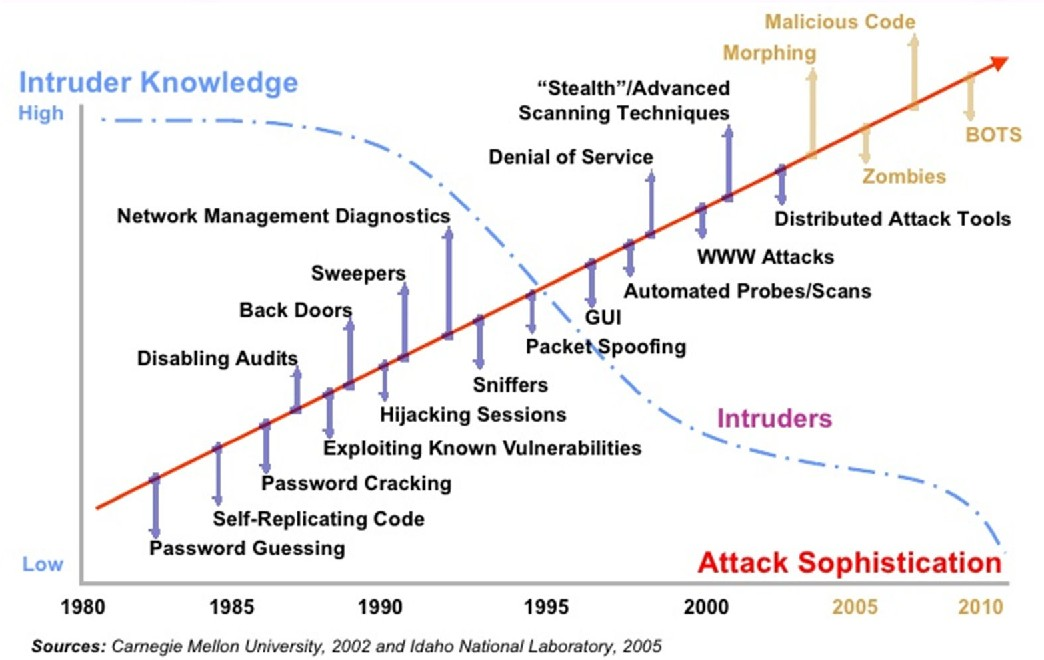 Malicious Code
Morphing
Intruder Knowledge
High
“Stealth”/Advanced
Scanning Techniques
BOTS
Denial of Service
Zombies
Network Management Diagnostics
Distributed Attack Tools
WWW Attacks
Sweepers
Automated Probes/Scans
Back Doors
GUI
Packet Spoofing
Disabling Audits
Sniffers
Hijacking Sessions
Intruders
Exploiting Known Vulnerabilities
Password Cracking
Self-Replicating Code
Password Guessing
Low
Attack Sophistication
1980 1985 1990 1995 2000 2005 2010
Sources: Carnegie Mellon University, 2002 and Idaho National Laboratory, 2005